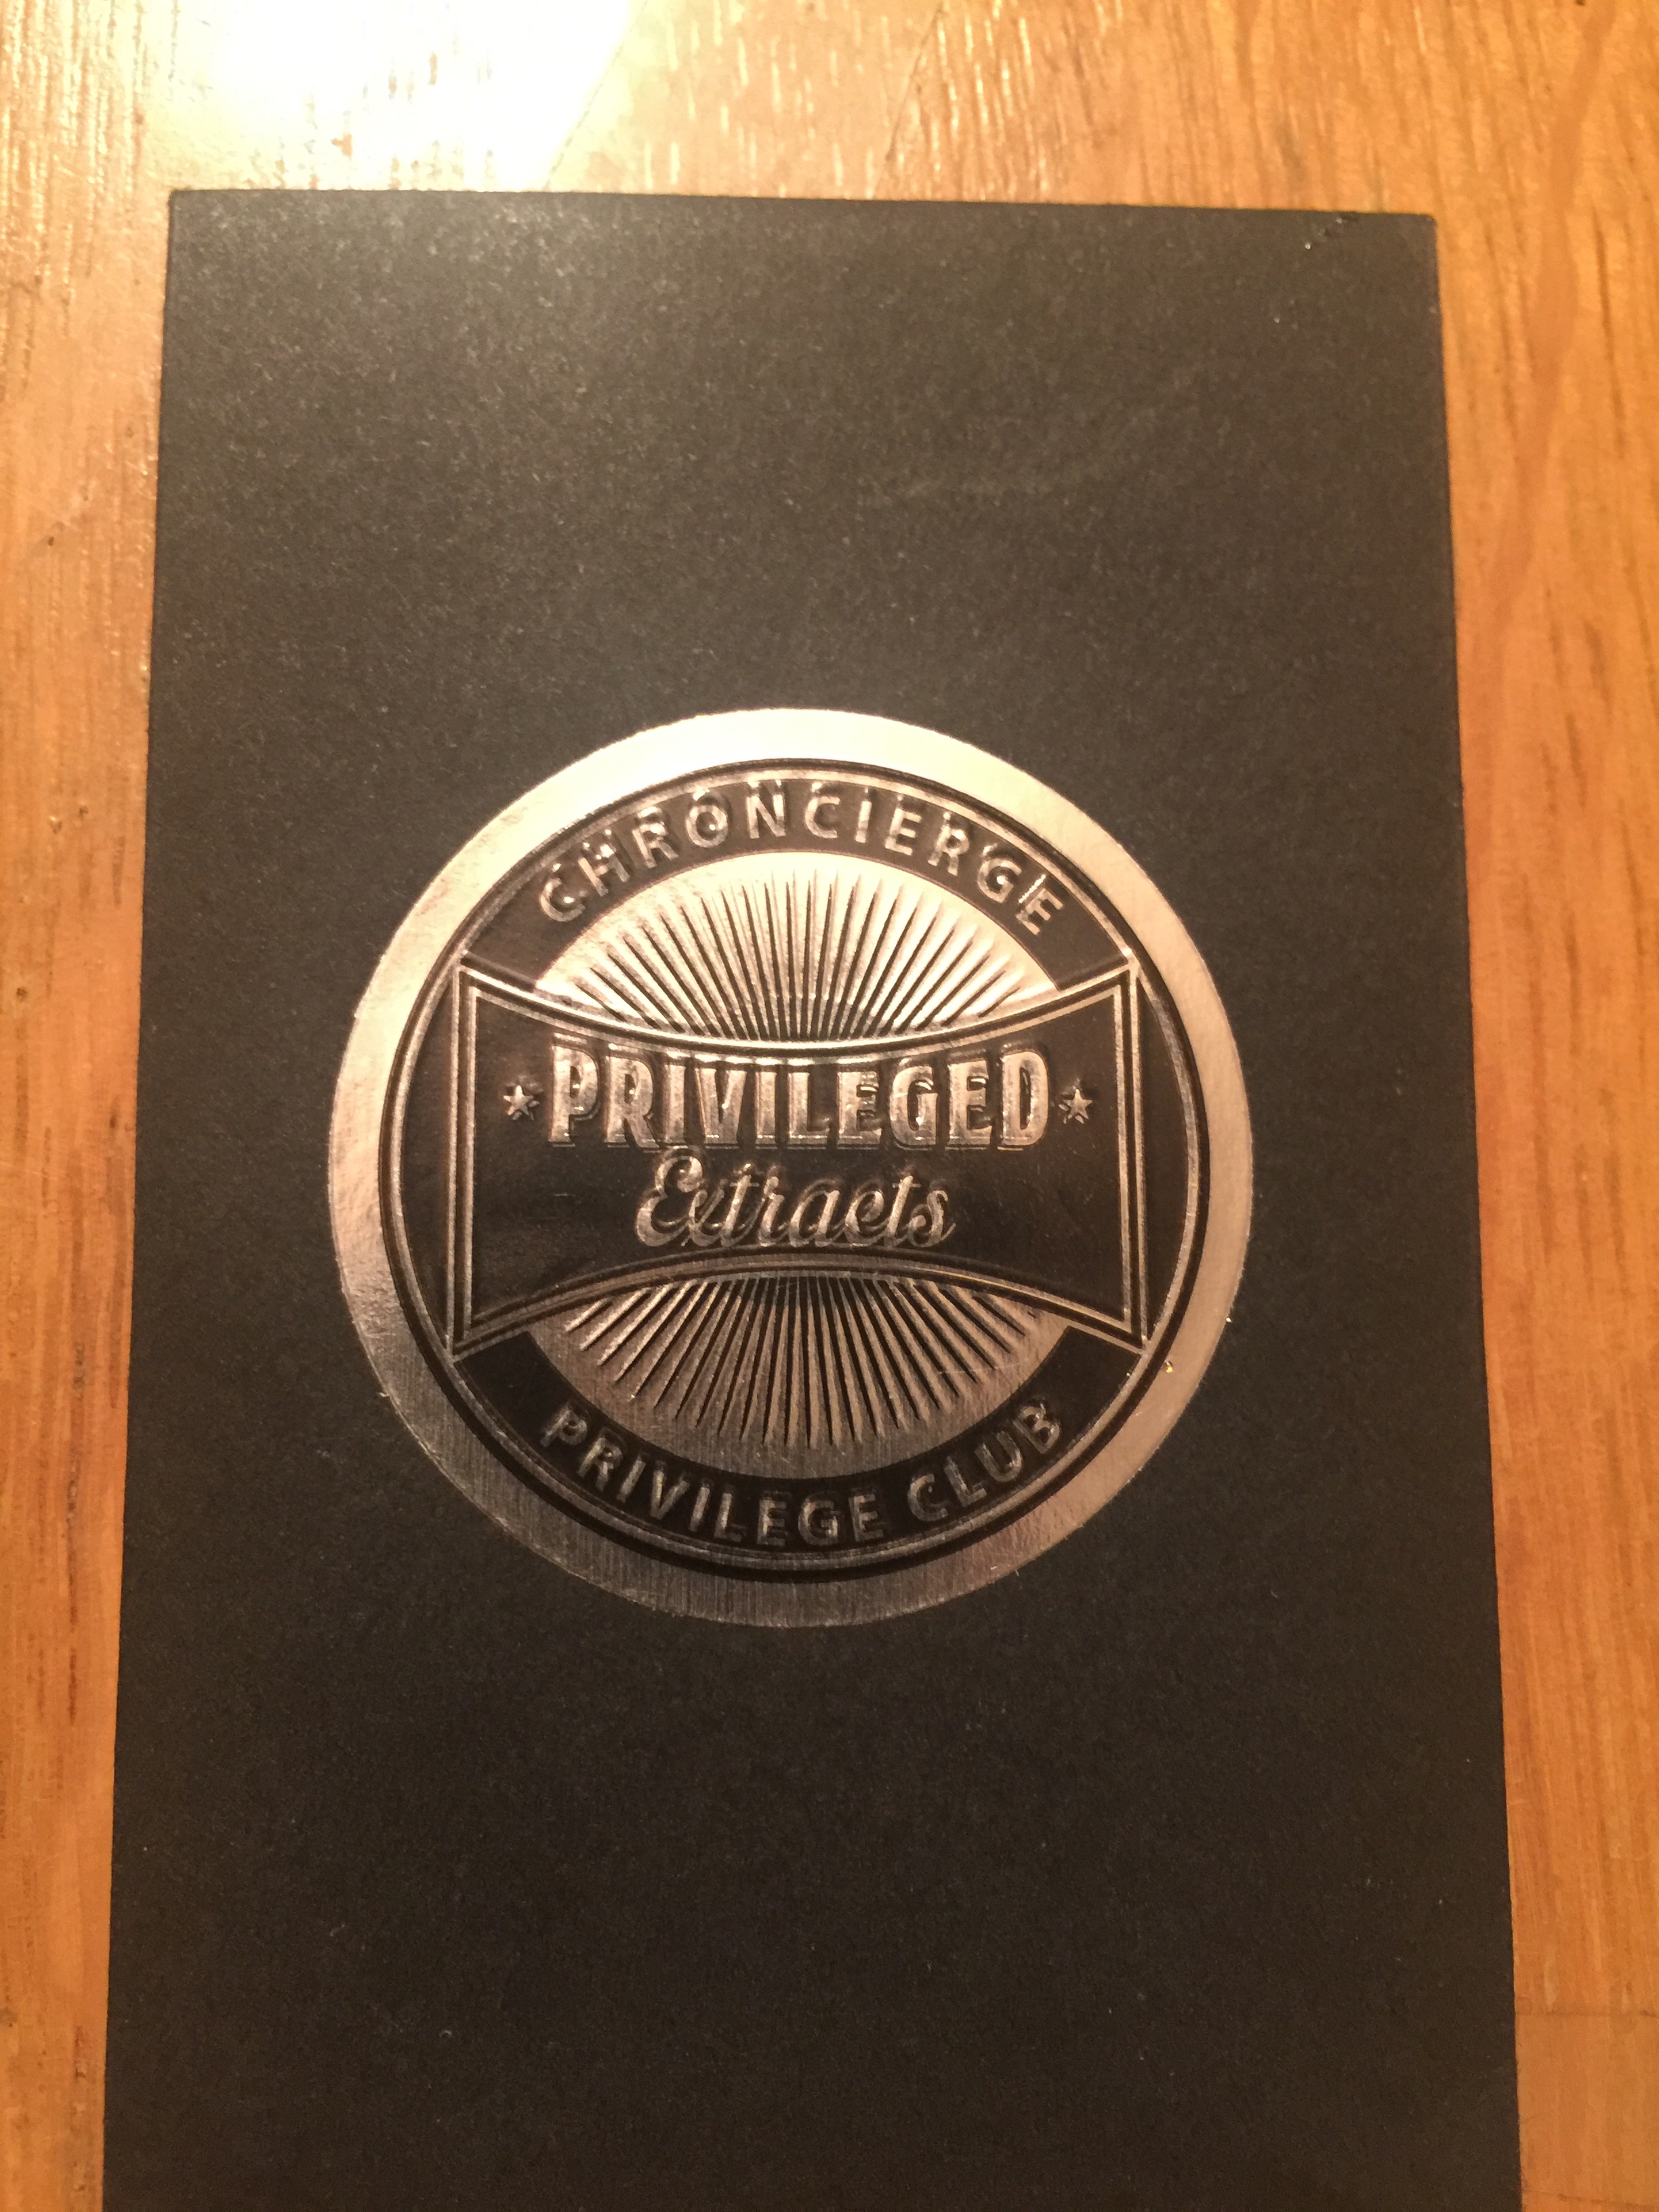 CHRONCIERGE
PRIVILEGED
Extracts
PRIVILEGE CLUB